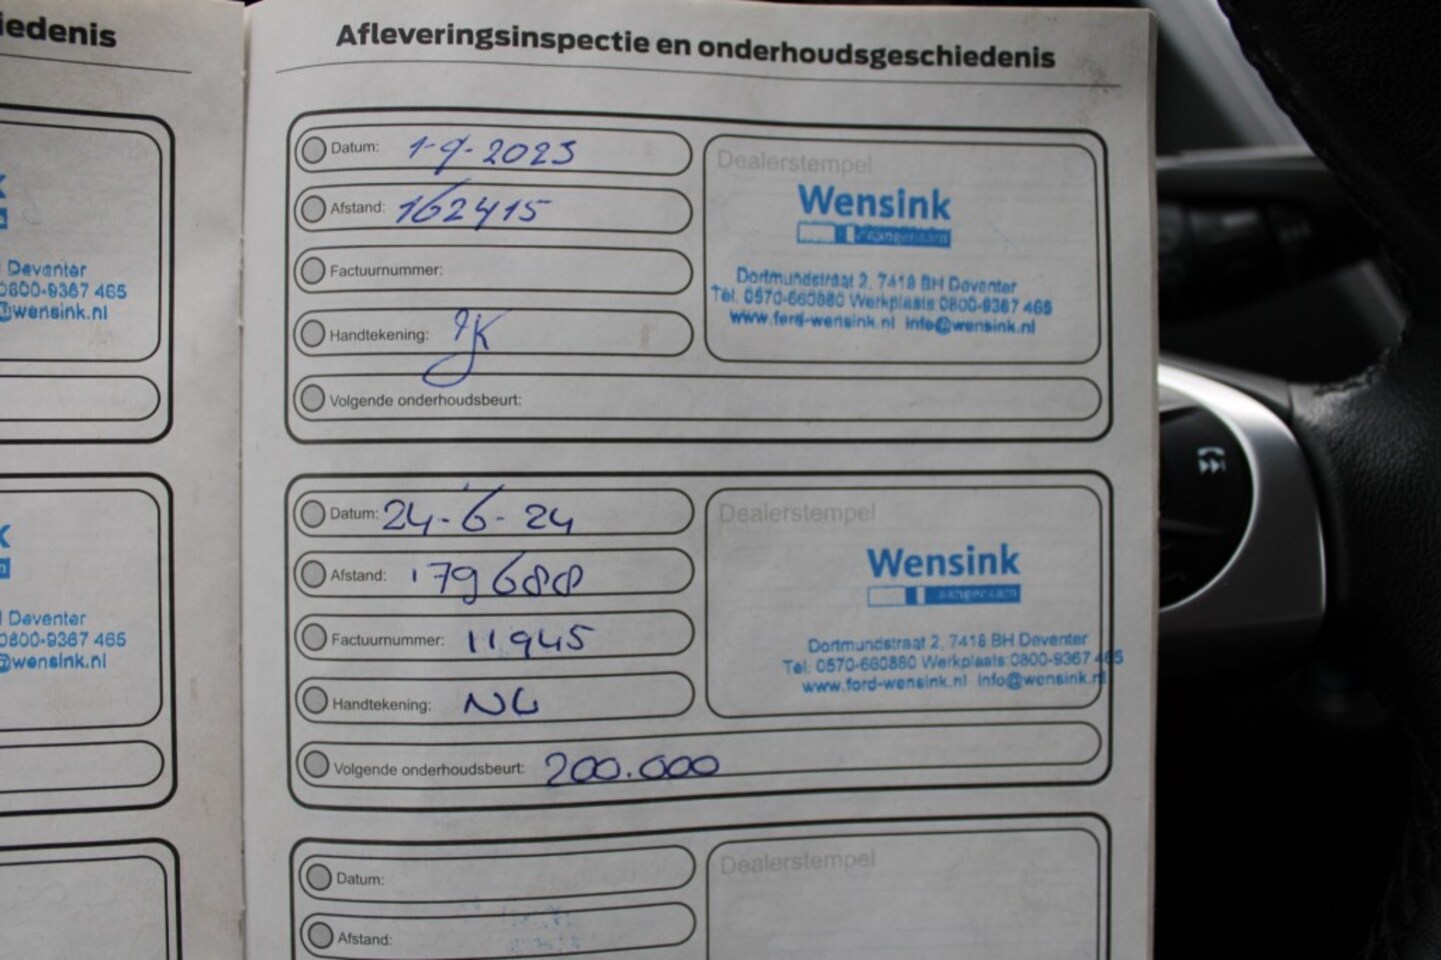 iedenis
Deventer
0800-9367 465
@wensink.nl
Deventer
0800-9367 465
@wensink.nl
Afleveringsinspectie en onderhoudsgeschiedenis
Datum: 1-9-2023
Afstand: 162415
Factuurnummer:
Handtekening: JK
Volgende onderhoudsbeurt:
Dealerstempel
Wensink
aangenaam
Dortmundstraat 2, 7418 BH Deventer
Tel. 0570-660880 Werkplaats:0800-9367 465
www.ford-wensink.nl info@wensink.nl
Datum: 24-6-24
Afstand: 179688
Factuurnummer: 11945
Handtekening: NL
Volgende onderhoudsbeurt: 200.000
Dealerstempel
Wensink
aangenaam
Dortmundstraat 2, 7418 BH Deventer
Tel. 0570-660880 Werkplaats:0800-9367 465
www.ford-wensink.nl info@wensink.nl
Datum:
Afstand:
Dealerstempel